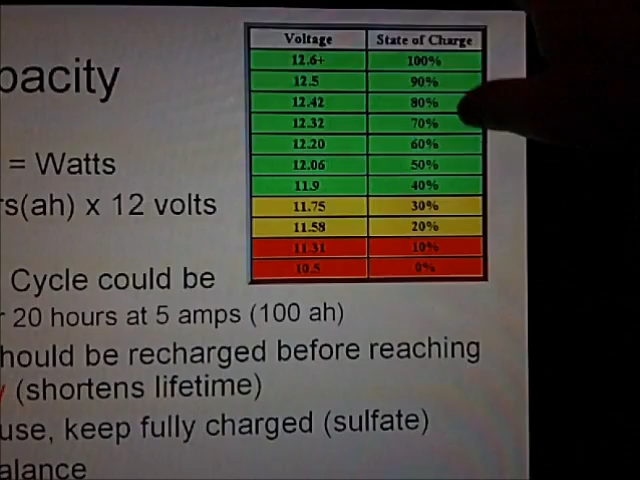 Voltage State of Charge
12.6+ 100%
12.5 90%
12.42 80%
12.32 70%
12.20 60%
12.06 50%
11.9 40%
11.75 30%
11.58 20%
11.31 10%
10.5 0%
pacity
= Watts
rs(ah) x 12 volts
Cycle could be
r 20 hours at 5 amps (100 ah)
hould be recharged before reaching
y (shortens lifetime)
use, keep fully charged (sulfate)
alance